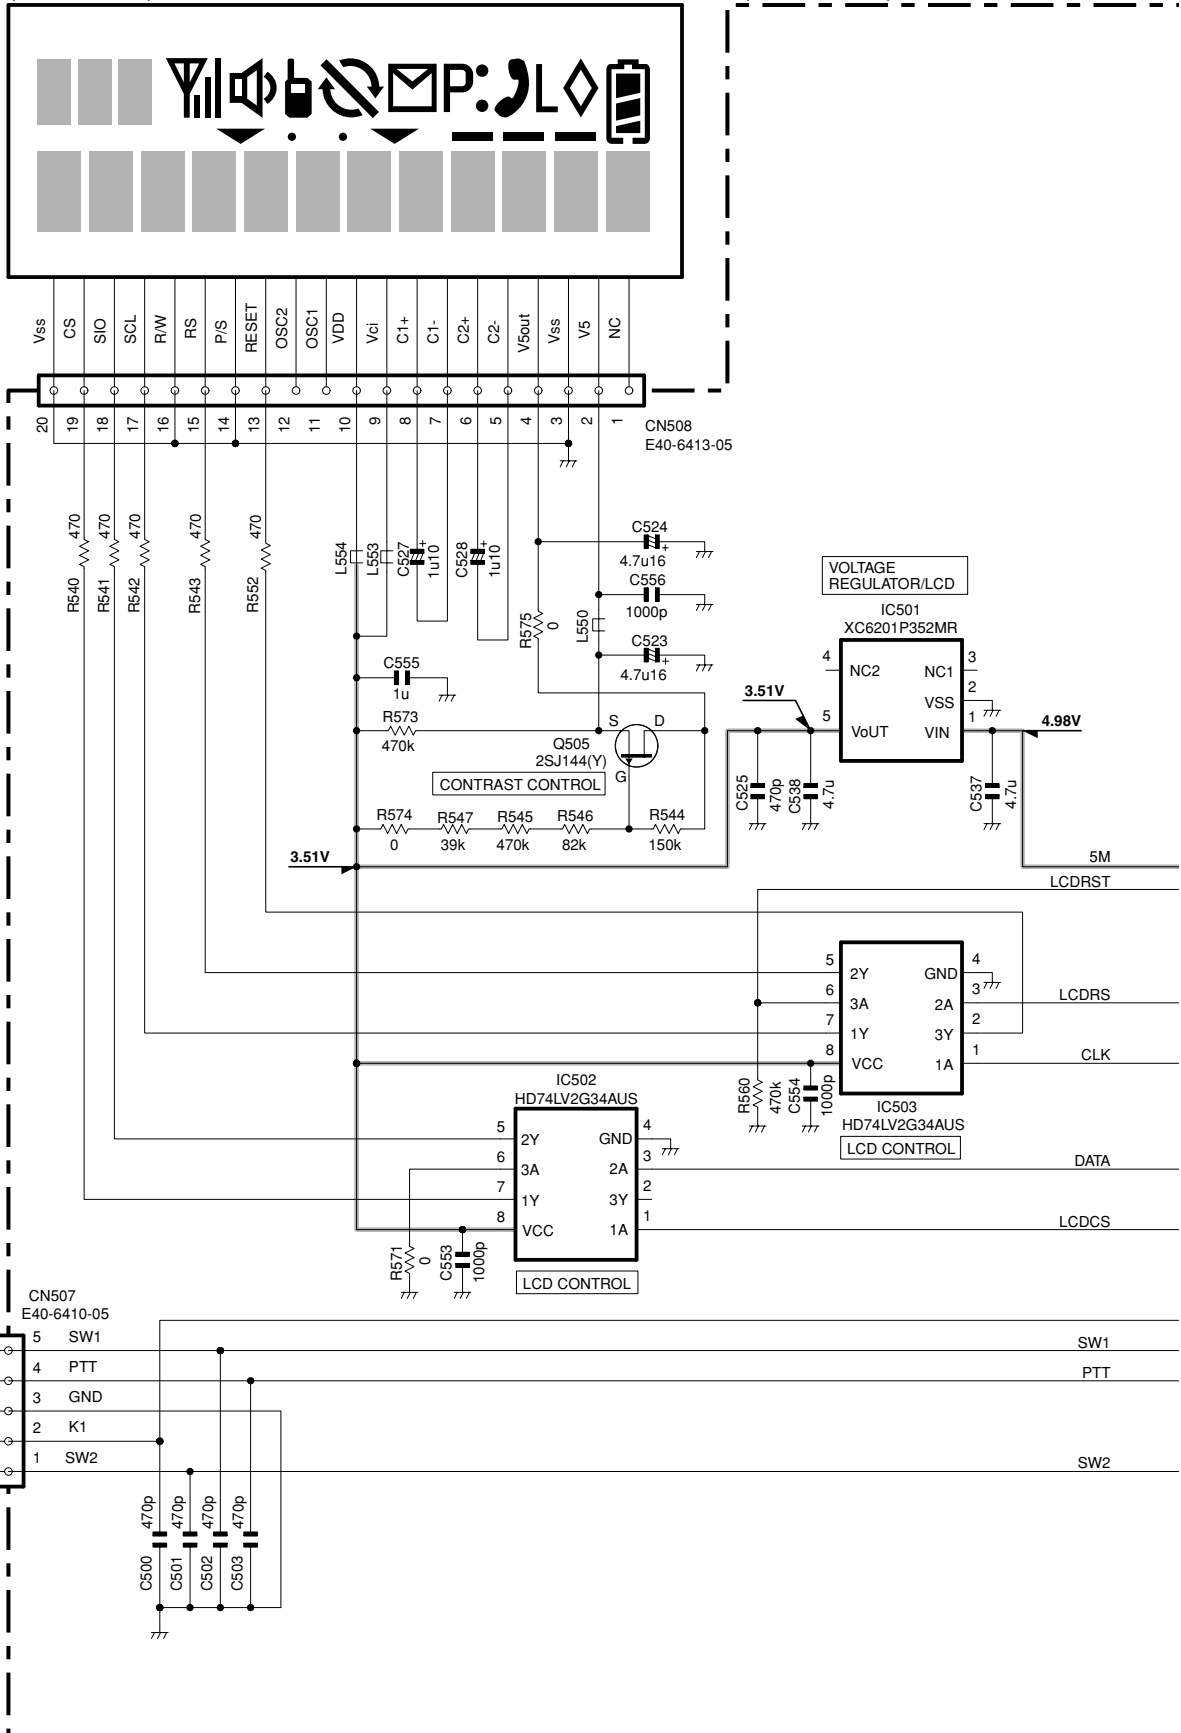 P L
Vss CS SIO SCL R/W RS P/S RESET OSC2 OSC1 VDD Vci C1+ C1- C2+ C2- V5out Vss V5 NC
20 19 18 17 16 15 14 13 12 11 10 9 8 7 6 5 4 3 2 1
CN508
E40-6413-05
R540 470
R541 470
R542 470
R543 470
R552 470
L554
L553
C527 + 1u10
C528 + 1u10
C524
+
4.7u16
C556
1000p
R575 0
L550
C523
+
4.7u16
C555
1u
R573
470k
S D
Q505
2SJ144(Y)
G
CONTRAST CONTROL
R574 R547 R545 R546 R544
0 39k 470k 82k 150k
3.51V
VOLTAGE
REGULATOR/LCD
IC501
XC6201P352MR
4 NC2 NC1 3
VSS 2
5 VoUT VIN 1
3.51V
4.98V
C525 470p
C538 4.7u
C537 4.7u
5M
LCDRST
5 2Y GND 4
6 3A 2A 3
7 1Y 3Y 2
8 VCC 1A 1
LCDRS
CLK
R560 470k
C554 1000p
IC503
HD74LV2G34AUS
LCD CONTROL
IC502
HD74LV2G34AUS
5 2Y GND 4
6 3A 2A 3
7 1Y 3Y 2
8 VCC 1A 1
DATA
LCDCS
R571 0
C553 1000p
LCD CONTROL
CN507
E40-6410-05
5 SW1
4 PTT
3 GND
2 K1
1 SW2
SW1
PTT
SW2
C500 470p
C501 470p
C502 470p
C503 470p